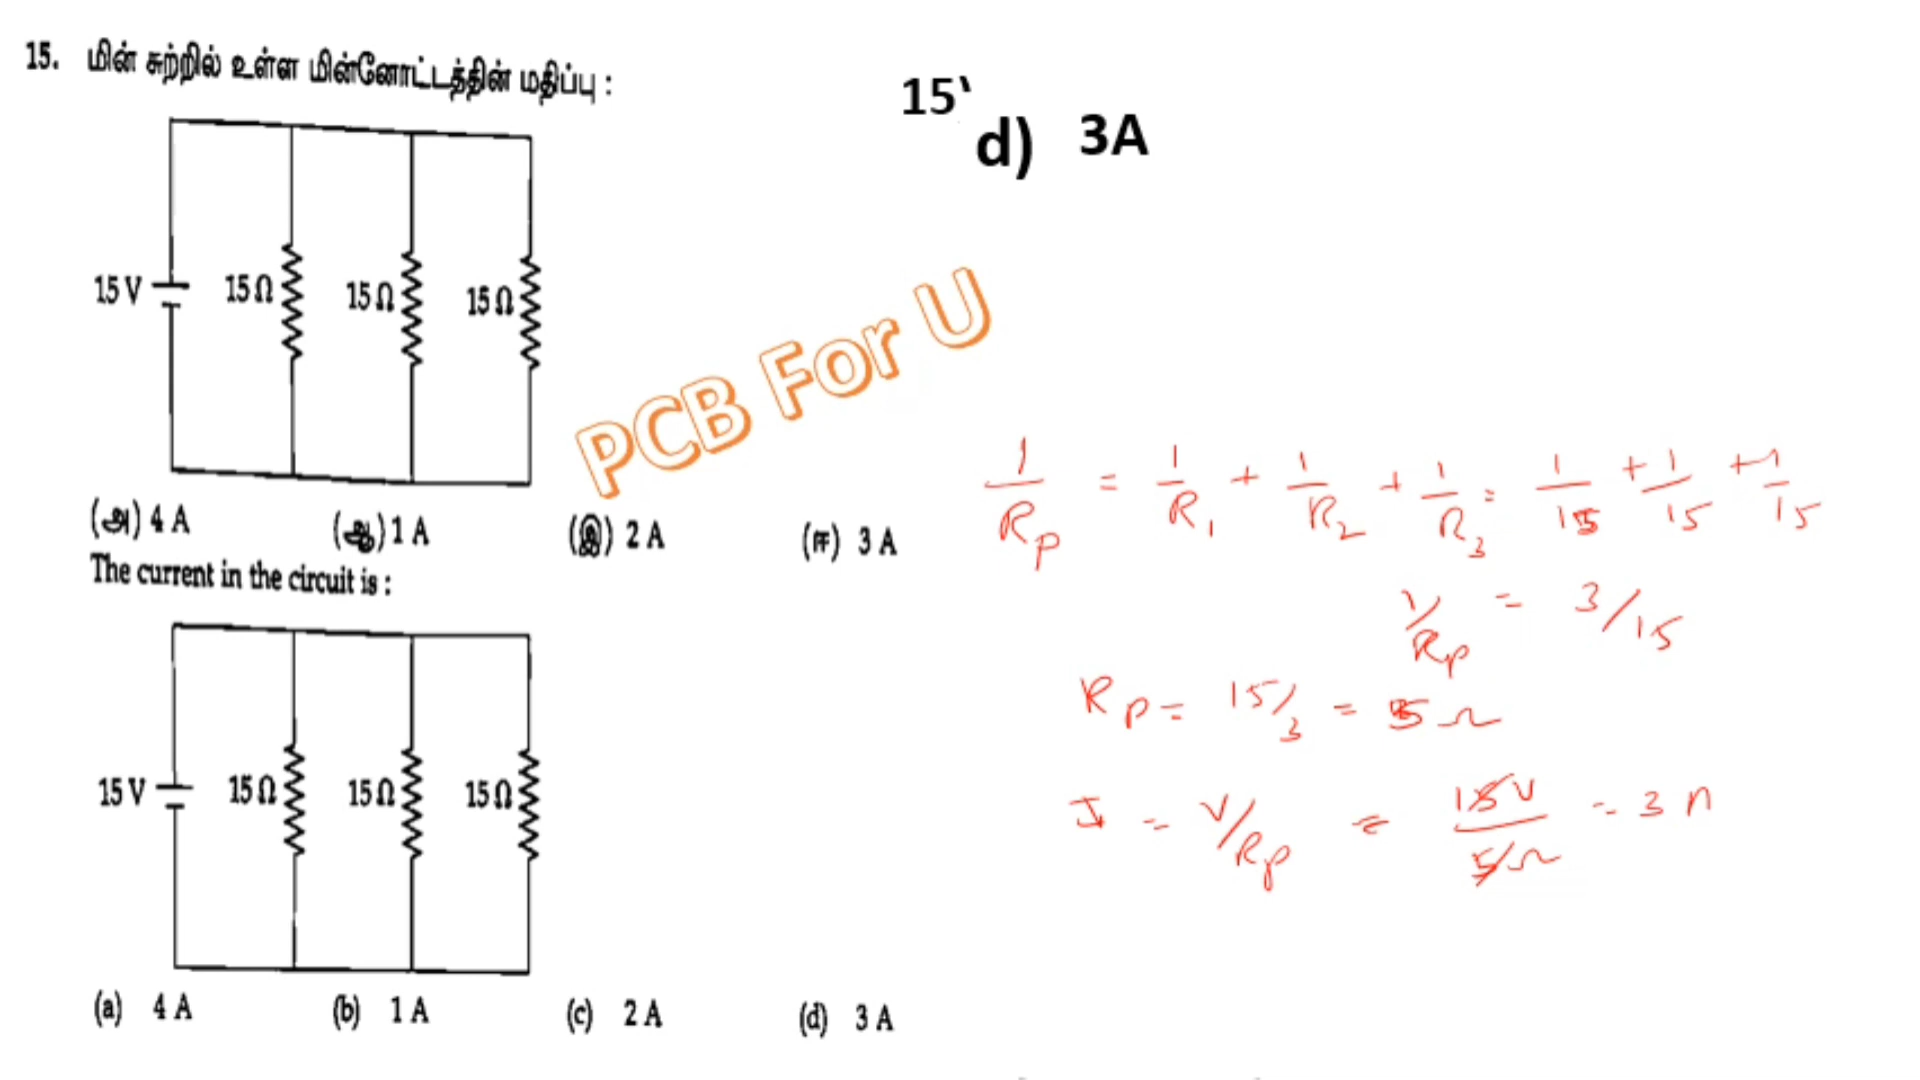 15. மின் சுற்றில் உள்ள மின்னோட்டத்தின் மதிப்பு :
15 V 15 Ω 15 Ω 15 Ω
(அ) 4 A (ஆ) 1 A (இ) 2 A (ஈ) 3 A
The current in the circuit is :
15 V 15 Ω 15 Ω 15 Ω
(a) 4 A (b) 1 A (c) 2 A (d) 3 A
15'
d) 3A
PCB For U
1/Rp = 1/R1 + 1/R2 + 1/R3 = 1/15 + 1/15 + 1/15
1/Rp = 3/15
Rp = 15/3 = 5 Ω
I = V/Rp = 15V/5Ω = 3 A